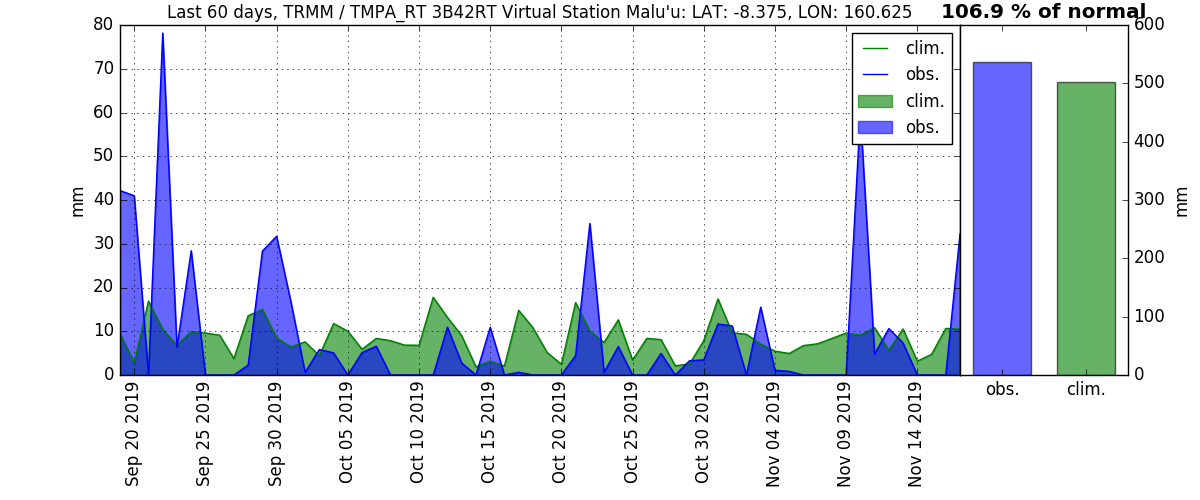 Last 60 days, TRMM / TMPA_RT 3B42RT Virtual Station Malu'u: LAT: -8.375, LON: 160.625
106.9 % of normal
80
70
60
50
40
30
20
10
0
mm
clim.
obs.
clim.
obs.
600
500
400
300
200
100
0
mm
obs.
clim.
Sep 20 2019
Sep 25 2019
Sep 30 2019
Oct 05 2019
Oct 10 2019
Oct 15 2019
Oct 20 2019
Oct 25 2019
Oct 30 2019
Nov 04 2019
Nov 09 2019
Nov 14 2019